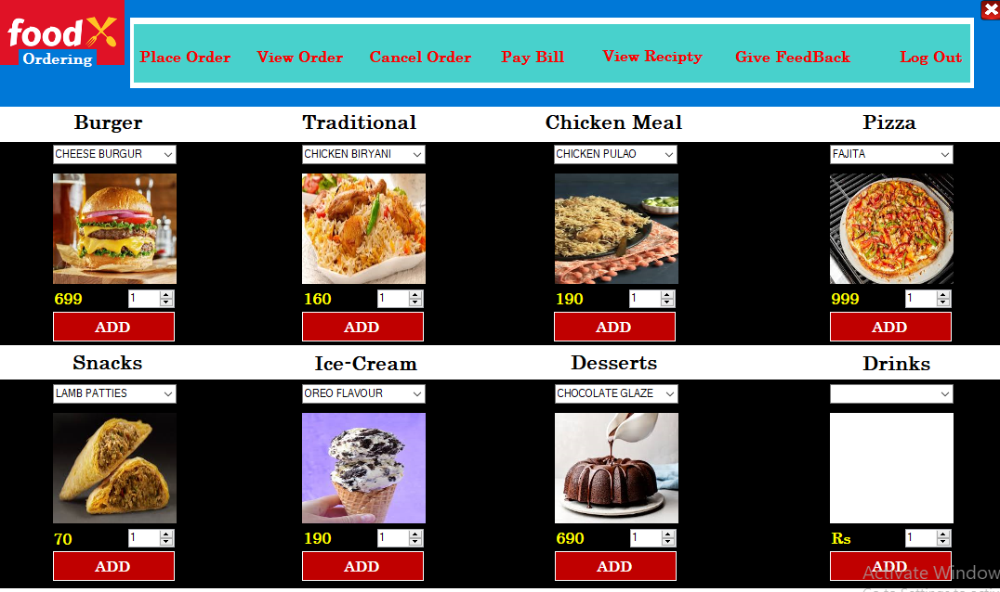 food
Ordering
Place Order View Order Cancel Order Pay Bill View Recipty Give FeedBack Log Out
Burger Traditional Chicken Meal Pizza
CHEESE BURGUR CHICKEN BIRYANI CHICKEN PULAO FAJITA
699 1 160 1 190 1 999 1
ADD ADD ADD ADD
Snacks Ice-Cream Desserts Drinks
LAMB PATTIES OREO FLAVOUR CHOCOLATE GLAZE
70 1 190 1 690 1 Rs 1
ADD ADD ADD ADD
Activate Window